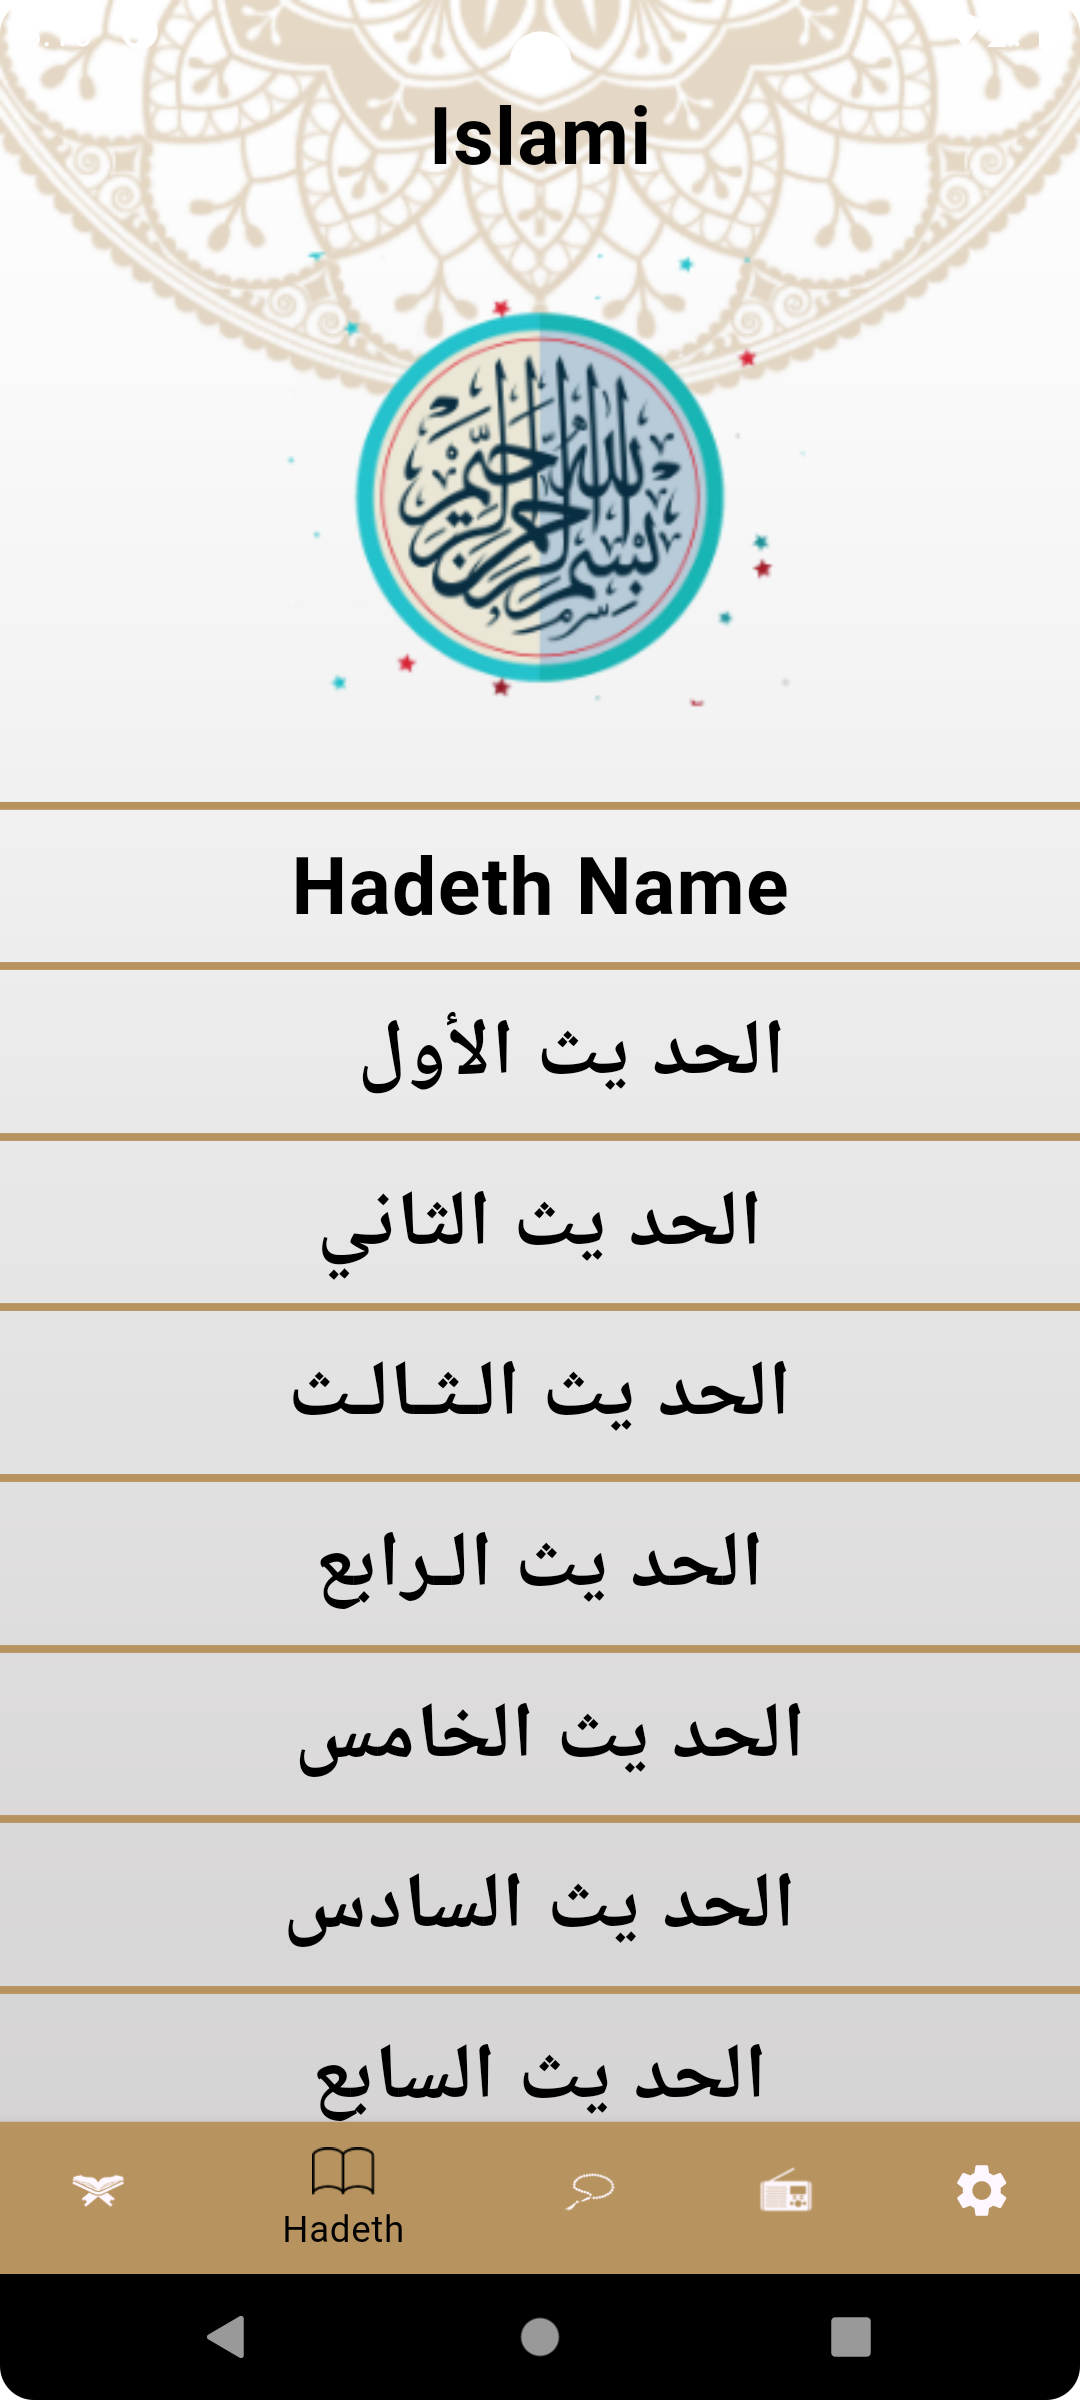 Islami
بسم الله الرحمن الرحيم
Hadeth Name
الحد يث الأول
الحد يث الثاني
الحد يث الـثـالـث
الحد يث الـرابع
الحد يث الخامس
الحد يث السادس
الحد يث السابع
Hadeth